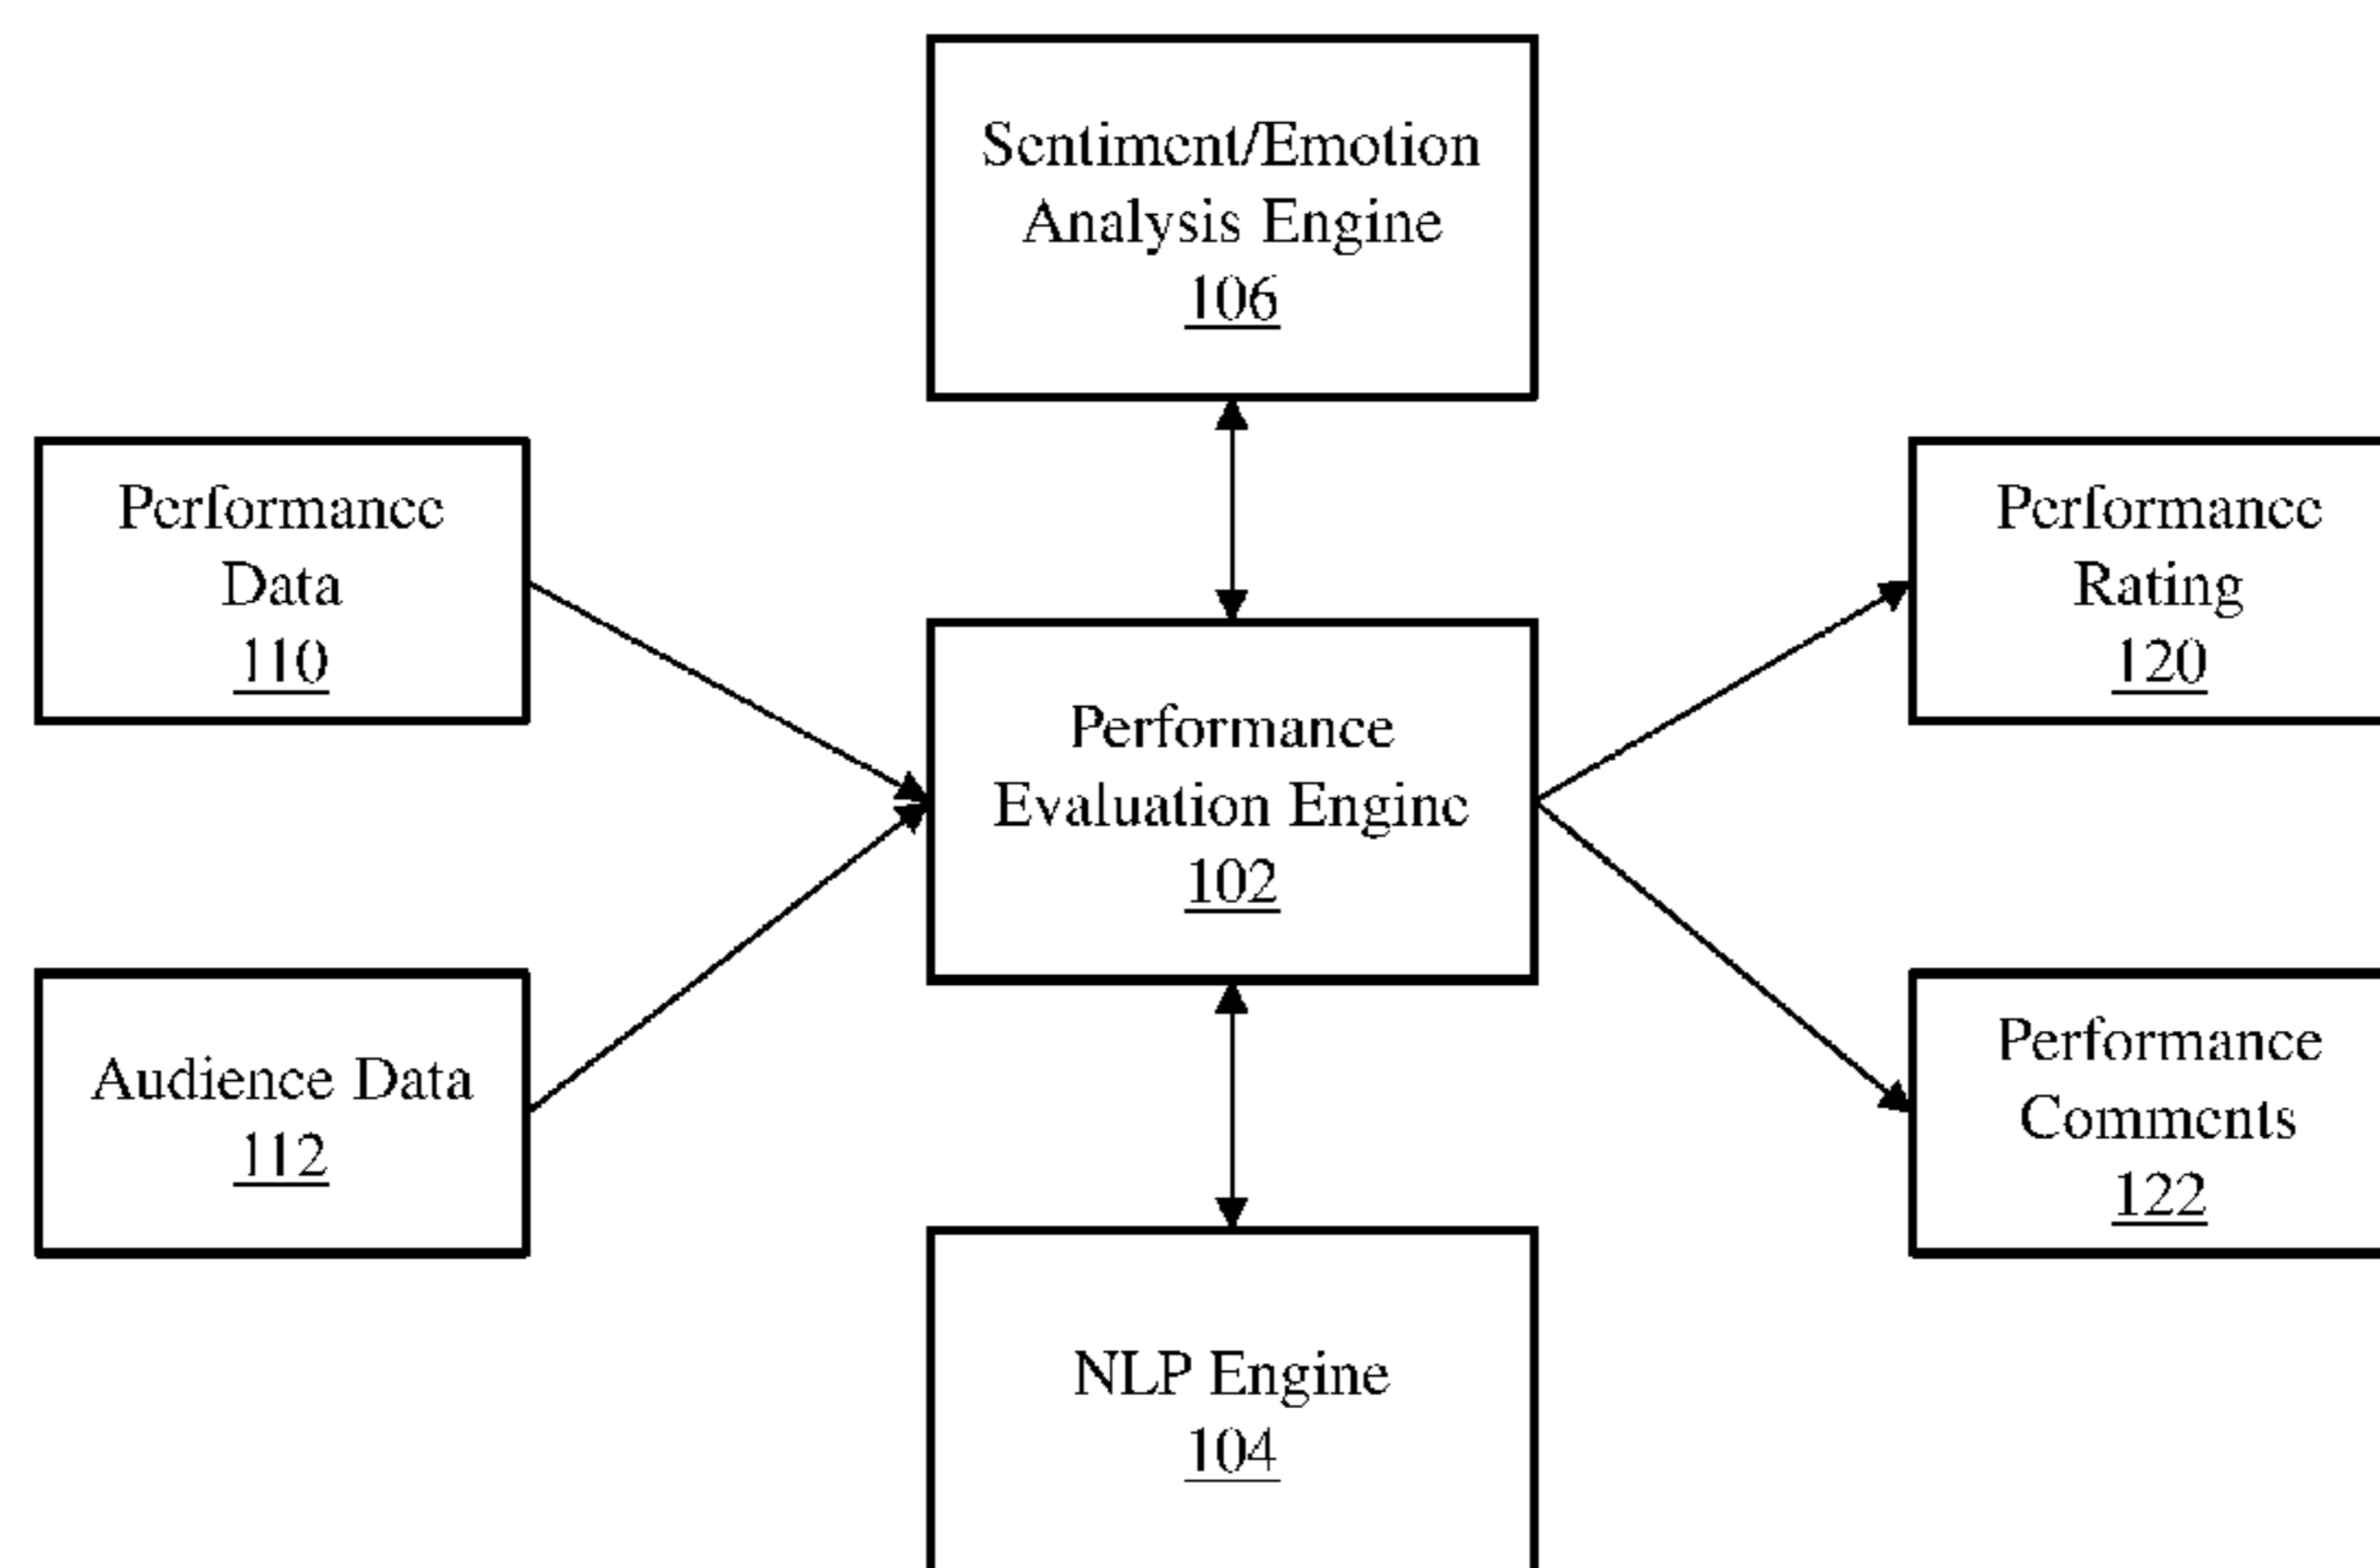 Sentiment/Emotion
Analysis Engine
106
Performance
Data
110
Performance
Rating
120
Performance
Evaluation Engine
102
Audience Data
112
Performance
Comments
122
NLP Engine
104